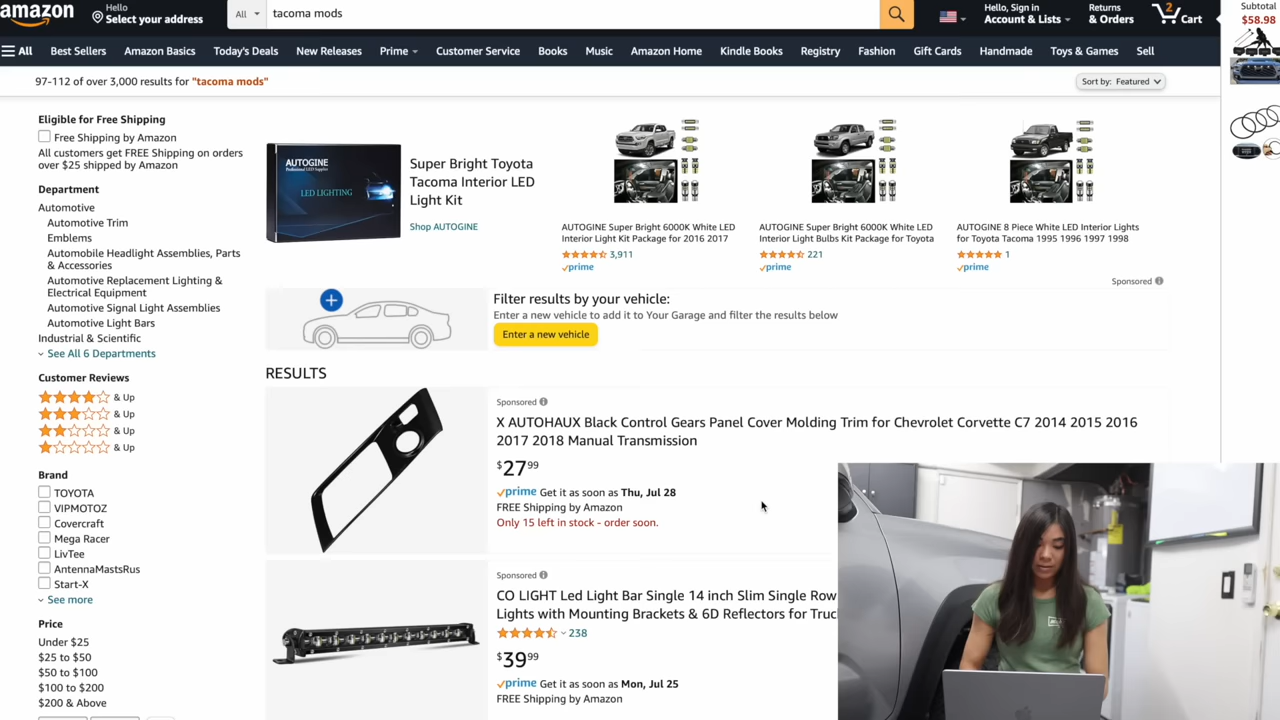 amazon
Hello
Select your address
All
tacoma mods
Hello, Sign in
Account & Lists
Returns
& Orders
2
Cart
Subtotal
$58.98
All
Best Sellers
Amazon Basics
Today's Deals
New Releases
Prime
Customer Service
Books
Music
Amazon Home
Kindle Books
Registry
Fashion
Gift Cards
Handmade
Toys & Games
Sell
97-112 of over 3,000 results for "tacoma mods"
Sort by: Featured
Eligible for Free Shipping
Free Shipping by Amazon
All customers get FREE Shipping on orders
over $25 shipped by Amazon
Department
Automotive
Automotive Trim
Emblems
Automobile Headlight Assemblies, Parts
& Accessories
Automotive Replacement Lighting &
Electrical Equipment
Automotive Signal Light Assemblies
Automotive Light Bars
Industrial & Scientific
See All 6 Departments
Customer Reviews
& Up
& Up
& Up
& Up
Brand
TOYOTA
VIPMOTOZ
Covercraft
Mega Racer
LivTee
AntennaMastsRus
Start-X
See more
Price
Under $25
$25 to $50
$50 to $100
$100 to $200
$200 & Above
AUTOGINE
LED LIGHTING
Super Bright Toyota
Tacoma Interior LED
Light Kit
Shop AUTOGINE
AUTOGINE Super Bright 6000K White LED
Interior Light Kit Package for 2016 2017
3,911
prime
AUTOGINE Super Bright 6000K White LED
Interior Light Bulbs Kit Package for Toyota
221
prime
AUTOGINE 8 Piece White LED Interior Lights
for Toyota Tacoma 1995 1996 1997 1998
1
prime
Sponsored
Filter results by your vehicle:
Enter a new vehicle to add it to Your Garage and filter the results below
Enter a new vehicle
RESULTS
Sponsored
X AUTOHAUX Black Control Gears Panel Cover Molding Trim for Chevrolet Corvette C7 2014 2015 2016
2017 2018 Manual Transmission
$27.99
prime Get it as soon as Thu, Jul 28
FREE Shipping by Amazon
Only 15 left in stock - order soon.
Sponsored
CO LIGHT Led Light Bar Single 14 inch Slim Single Row
Lights with Mounting Brackets & 6D Reflectors for Truc
238
$39.99
prime Get it as soon as Mon, Jul 25
FREE Shipping by Amazon